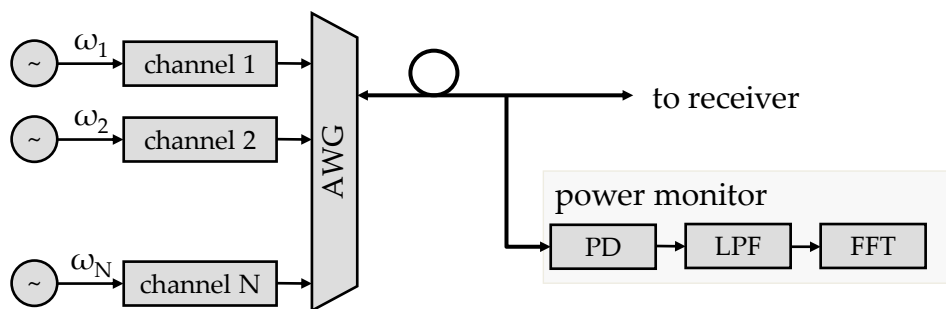 ~
ω1
channel 1
~
ω2
channel 2
~
ωN
channel N
AWG
to receiver
power monitor
PD
LPF
FFT